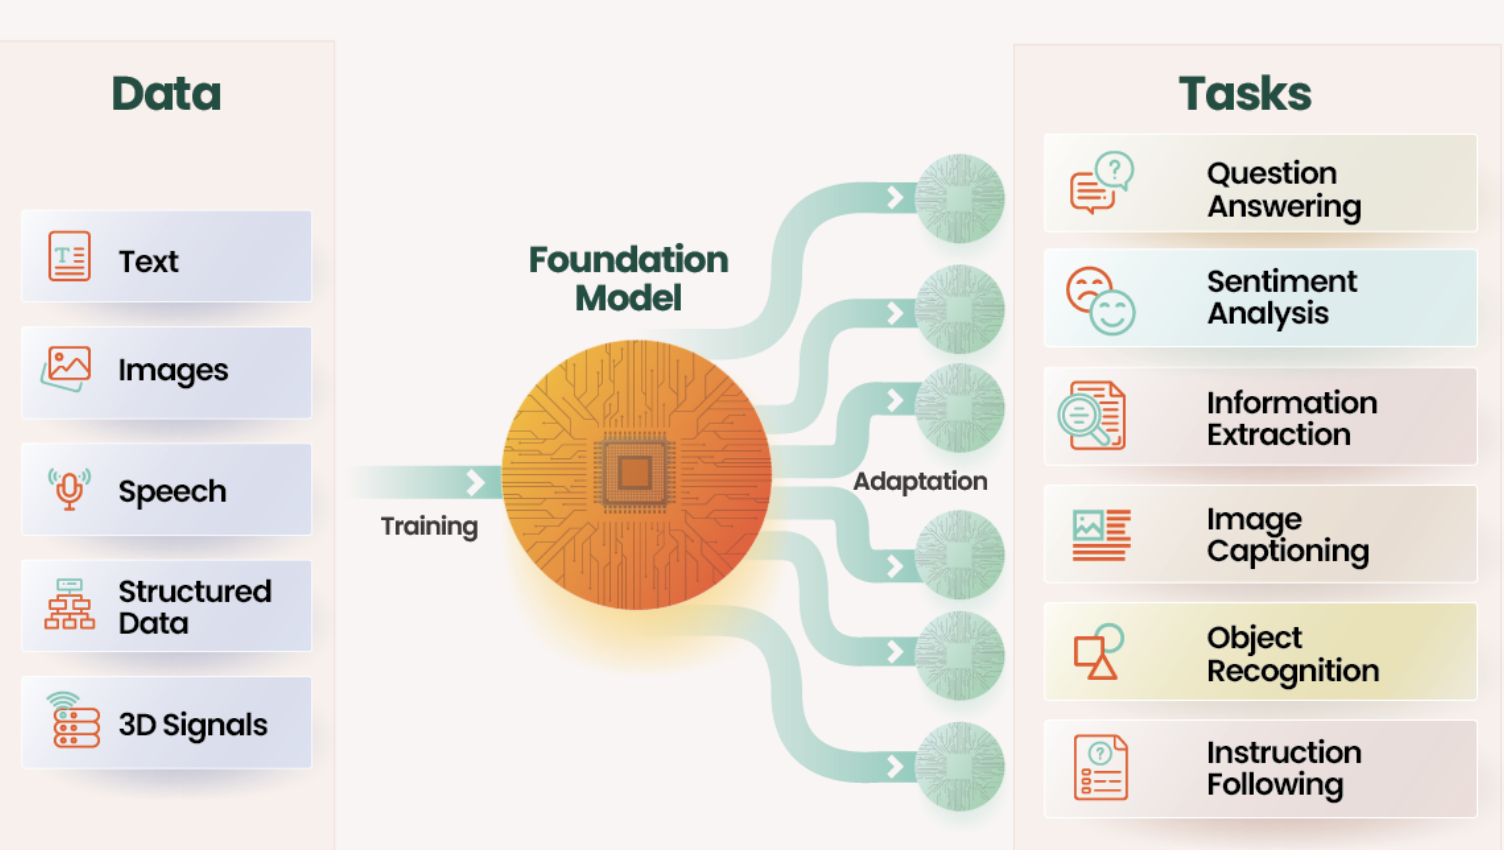 Data
Text
Images
Speech
Structured
Data
3D Signals
Training
Foundation
Model
Adaptation
Tasks
Question
Answering
Sentiment
Analysis
Information
Extraction
Image
Captioning
Object
Recognition
Instruction
Following